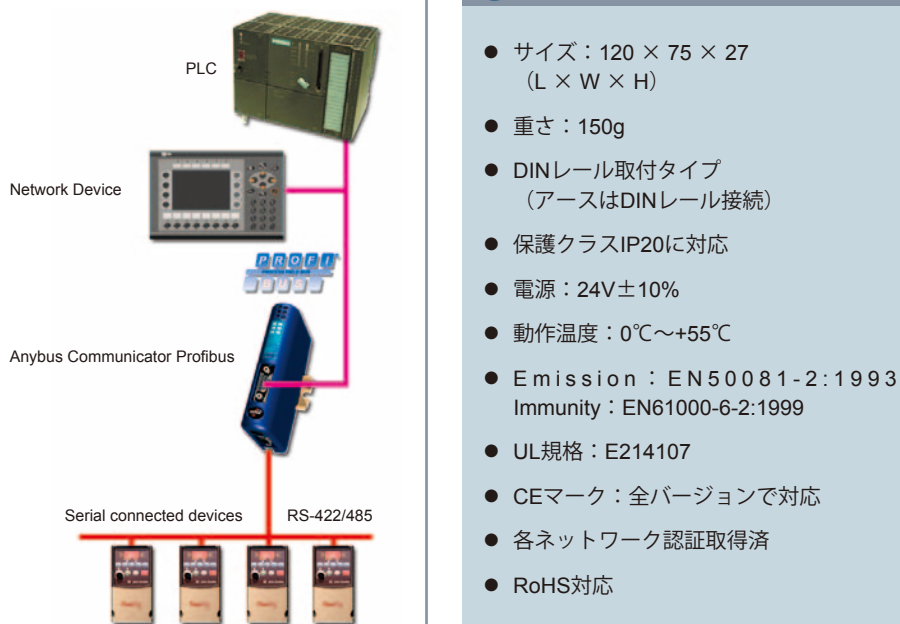 PLC
Network Device
PROFI
BUS
Anybus Communicator Profibus
Serial connected devices
RS-422/485
● サイズ：120 × 75 × 27
（L × W × H）
● 重さ：150g
● DINレール取付タイプ
（アースはDINレール接続）
● 保護クラスIP20に対応
● 電源：24V±10%
● 動作温度：0℃～+55℃
● Emission：EN50081-2:1993
Immunity：EN61000-6-2:1999
● UL規格：E214107
● CEマーク：全バージョンで対応
● 各ネットワーク認証取得済
● RoHS対応